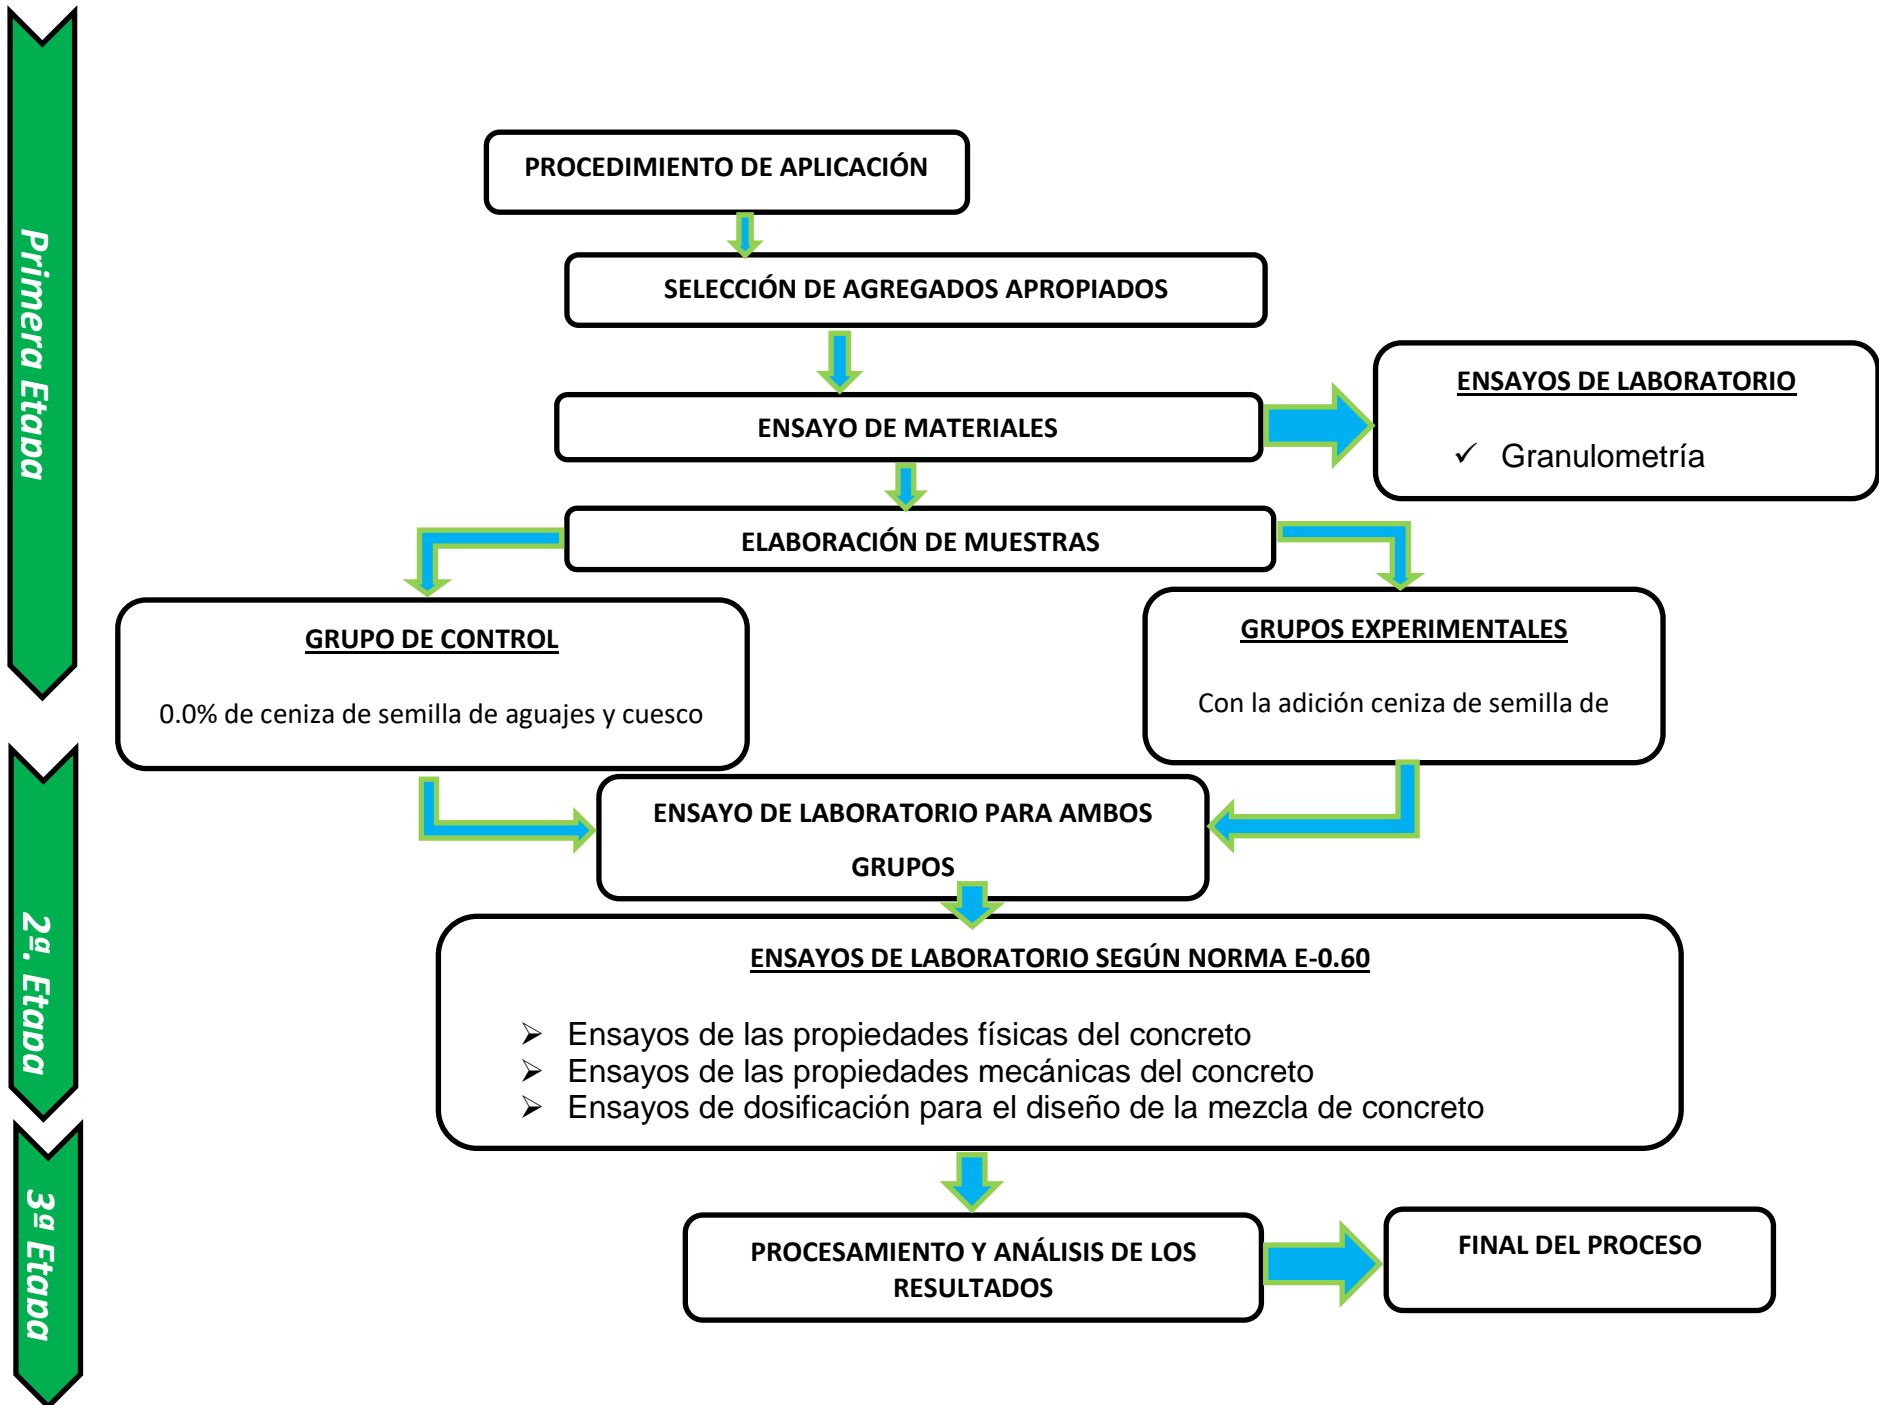 Primera Etapa
PROCEDIMIENTO DE APLICACIÓN
SELECCIÓN DE AGREGADOS APROPIADOS
ENSAYO DE MATERIALES
ENSAYOS DE LABORATORIO
✓ Granulometría
ELABORACIÓN DE MUESTRAS
GRUPO DE CONTROL
0.0% de ceniza de semilla de aguajes y cuesco
GRUPOS EXPERIMENTALES
Con la adición ceniza de semilla de
2ª. Etapa
ENSAYO DE LABORATORIO PARA AMBOS
GRUPOS
ENSAYOS DE LABORATORIO SEGÚN NORMA E-0.60
➢ Ensayos de las propiedades físicas del concreto
➢ Ensayos de las propiedades mecánicas del concreto
➢ Ensayos de dosificación para el diseño de la mezcla de concreto
3ª Etapa
PROCESAMIENTO Y ANÁLISIS DE LOS
RESULTADOS
FINAL DEL PROCESO